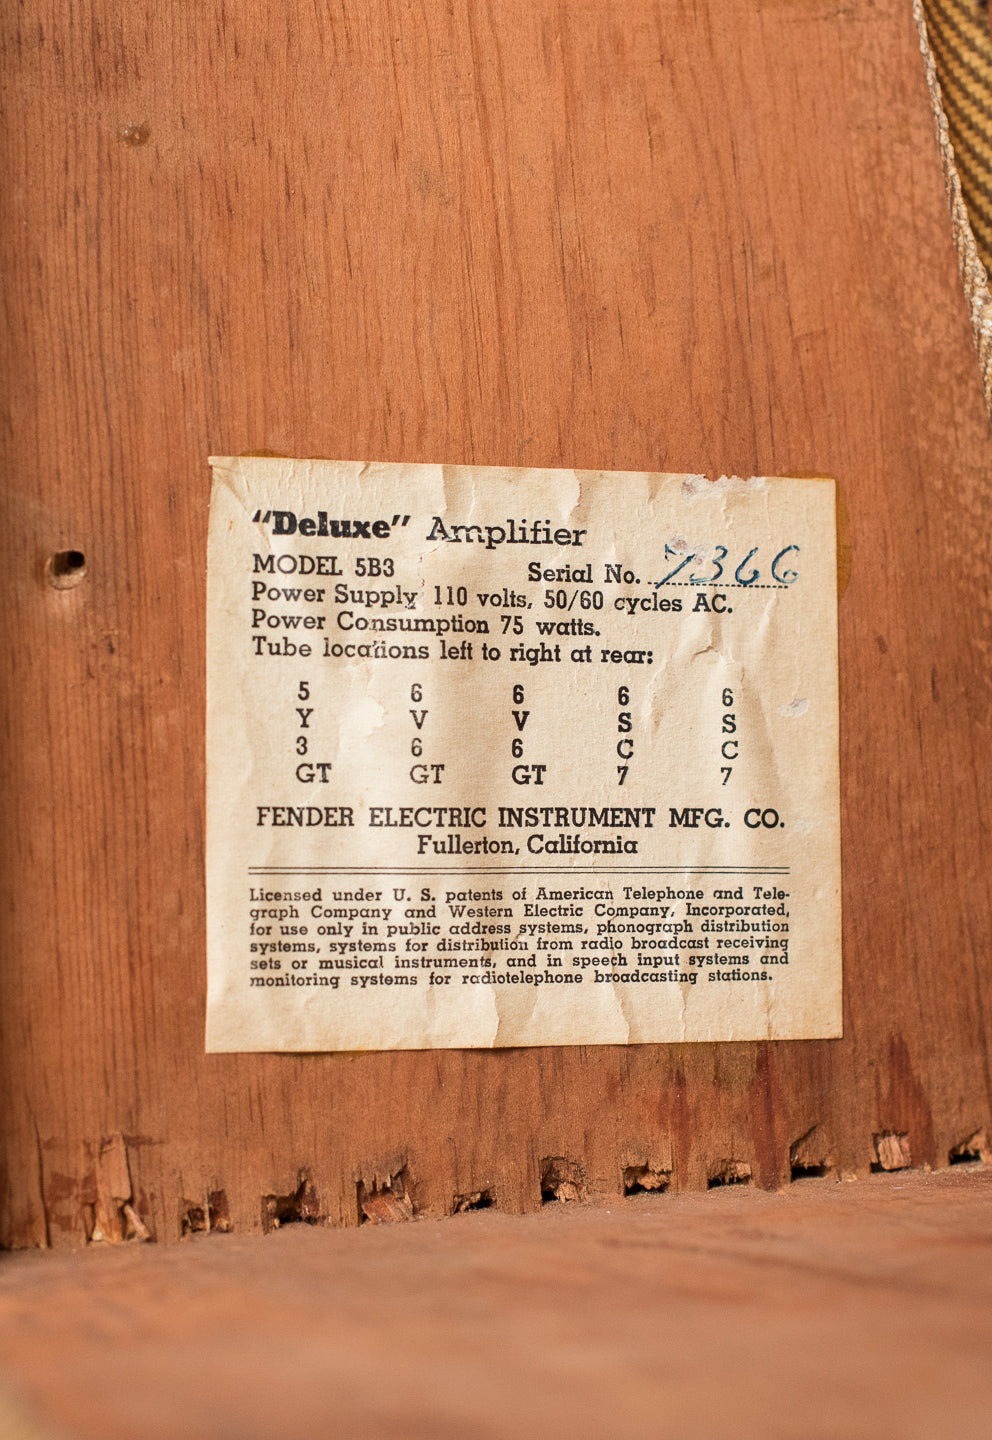 "Deluxe" Amplifier
MODEL 5B3 Serial No. 7366
Power Supply 110 volts, 50/60 cycles AC.
Power Consumption 75 watts.
Tube locations left to right at rear:
5 6 6 6 6
Y V V S S
3 6 6 C C
GT GT GT 7 7
FENDER ELECTRIC INSTRUMENT MFG. CO.
Fullerton, California
Licensed under U. S. patents of American Telephone and Tele-
graph Company and Western Electric Company, Incorporated,
for use only in public address systems, phonograph distribution
systems, systems for distribution from radio broadcast receiving
sets or musical instruments, and in speech input systems and
monitoring systems for radiotelephone broadcasting stations.